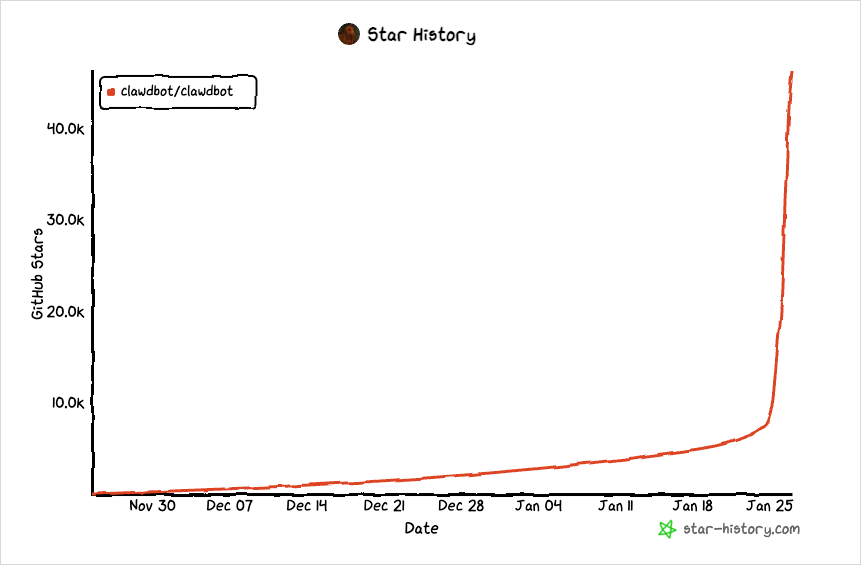 Star History
clawdbot/clawdbot
40.0k
30.0k
20.0k
10.0k
GitHub Stars
Nov 30 Dec 07 Dec 14 Dec 21 Dec 28 Jan 04 Jan 11 Jan 18 Jan 25
Date
star-history.com